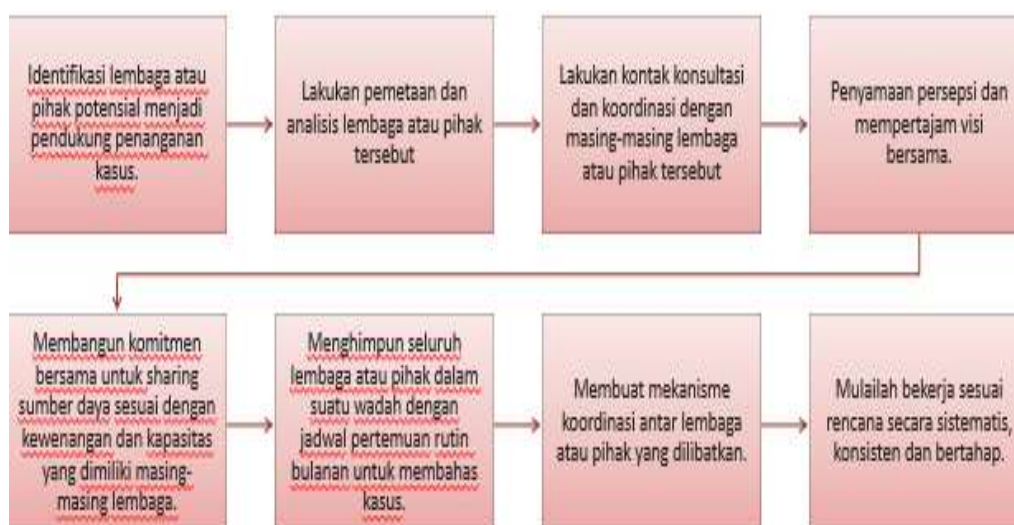 Identifikasi lembaga atau
pihak potensial menjadi
pendukung penanganan
kasus.
Lakukan pemetaan dan
analisis lembaga atau pihak
tersebut
Lakukan kontak konsultasi
dan koordinasi dengan
masing-masing lembaga
atau pihak tersebut
Penyamaan persepsi dan
mempertajam visi
bersama.
Membangun komitmen
bersama untuk sharing
sumber daya sesuai dengan
kewenangan dan kapasitas
yang dimiliki masing-
masing lembaga.
Menghimpun seluruh
lembaga atau pihak dalam
suatu wadah dengan
jadwal pertemuan rutin
bulanan untuk membahas
kasus.
Membuat mekanisme
koordinasi antar lembaga
atau pihak yang dilibatkan.
Mulailah bekerja sesuai
rencana secara sistematis,
konsisten dan bertahap.